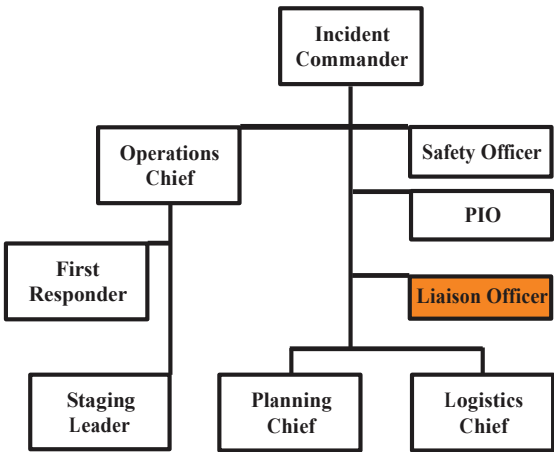 Incident
Commander
Operations
Chief
Safety Officer
PIO
First
Responder
Liaison Officer
Staging
Leader
Planning
Chief
Logistics
Chief